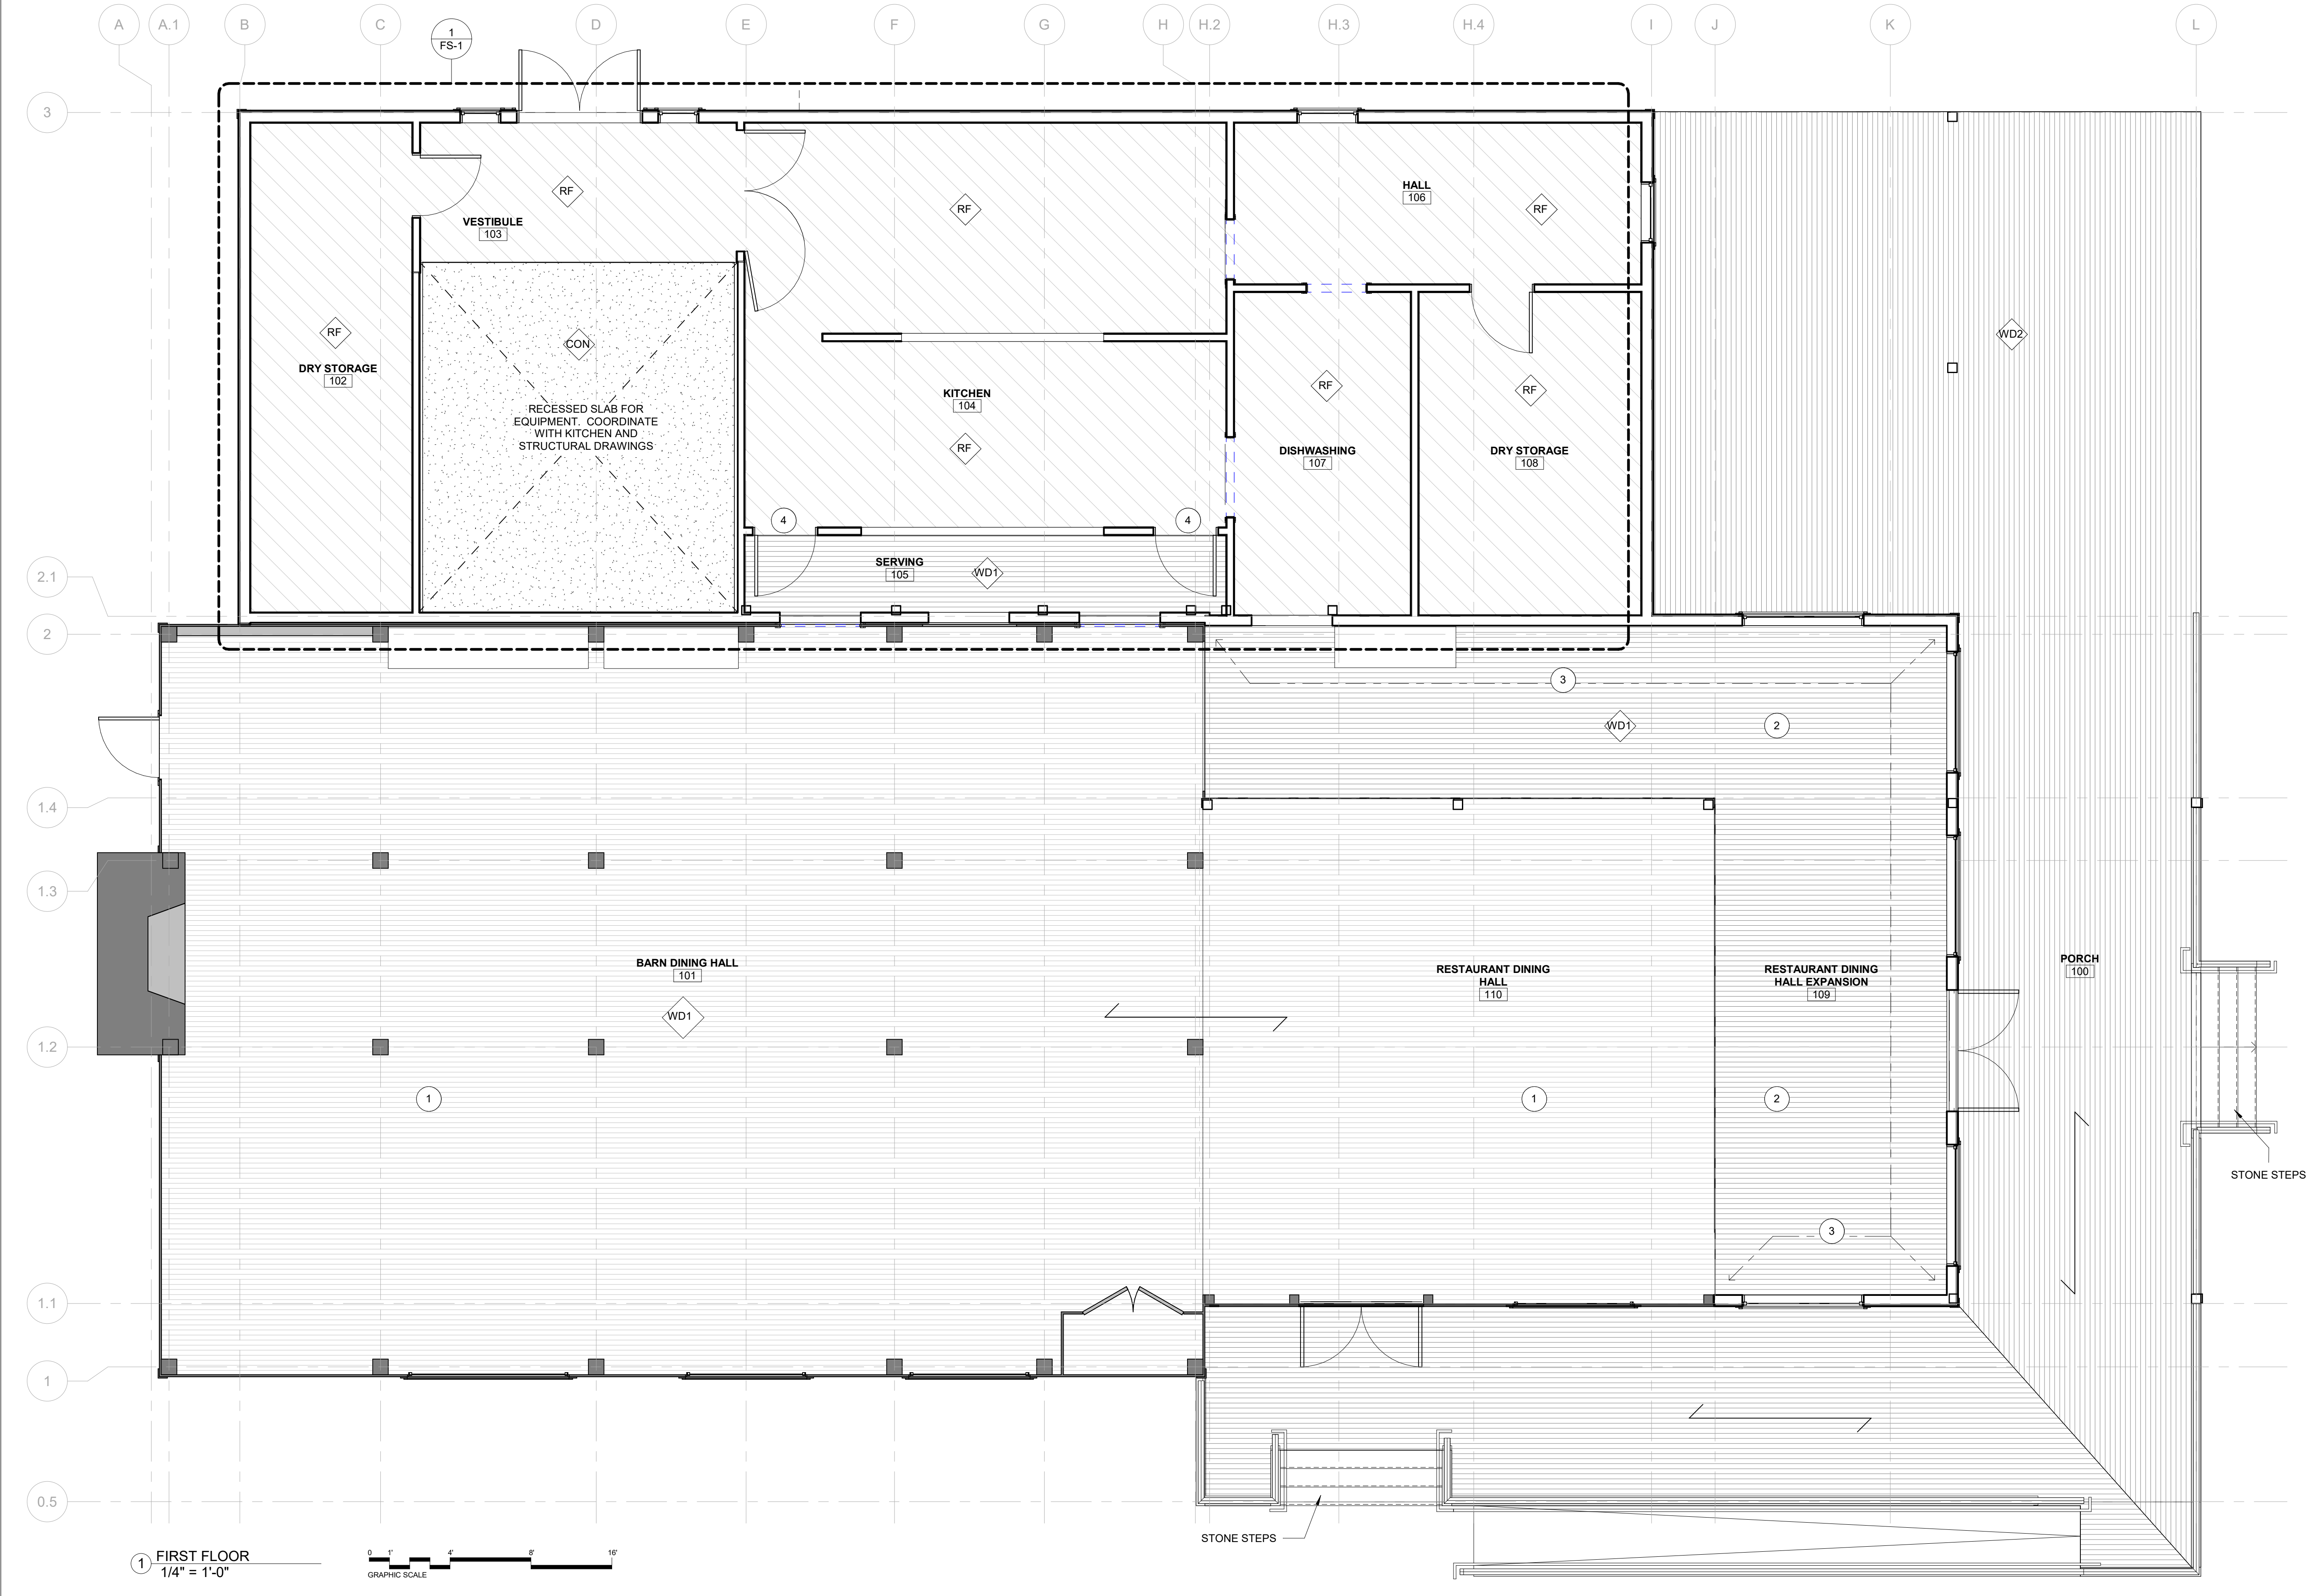 A A.1 B C D E F G H H.2 H.3 H.4 I J K L
1
FS-1
3
RF
VESTIBULE
103
RF
HALL
106
RF
RF
DRY STORAGE
102
CON
RECESSED SLAB FOR
EQUIPMENT. COORDINATE
WITH KITCHEN AND
STRUCTURAL DRAWINGS
KITCHEN
104
RF
RF
DISHWASHING
107
RF
DRY STORAGE
108
WD2
4
4
SERVING
105
WD1
2.1
2
3
WD1
2
1.4
1.3
BARN DINING HALL
101
WD1
RESTAURANT DINING
HALL
110
RESTAURANT DINING
HALL EXPANSION
109
PORCH
100
1.2
1
1
2
STONE STEPS
3
1.1
1
0.5
STONE STEPS
1
FIRST FLOOR
1/4" = 1'-0"
0 1' 4' 8' 16'
GRAPHIC SCALE